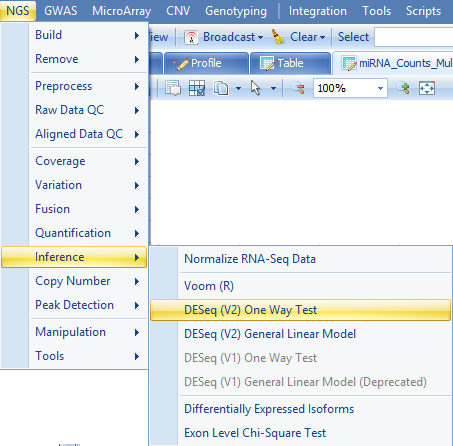 NGS GWAS MicroArray CNV Genotyping Integration Tools Scripts
Build
Remove
Preprocess
Raw Data QC
Aligned Data QC
Coverage
Variation
Fusion
Quantification
Inference
Copy Number
Peak Detection
Manipulation
Tools
Broadcast Clear Select
Profile Table
100%
Normalize RNA-Seq Data
Voom (R)
DESeq (V2) One Way Test
DESeq (V2) General Linear Model
DESeq (V1) One Way Test
DESeq (V1) General Linear Model (Deprecated)
Differentially Expressed Isoforms
Exon Level Chi-Square Test